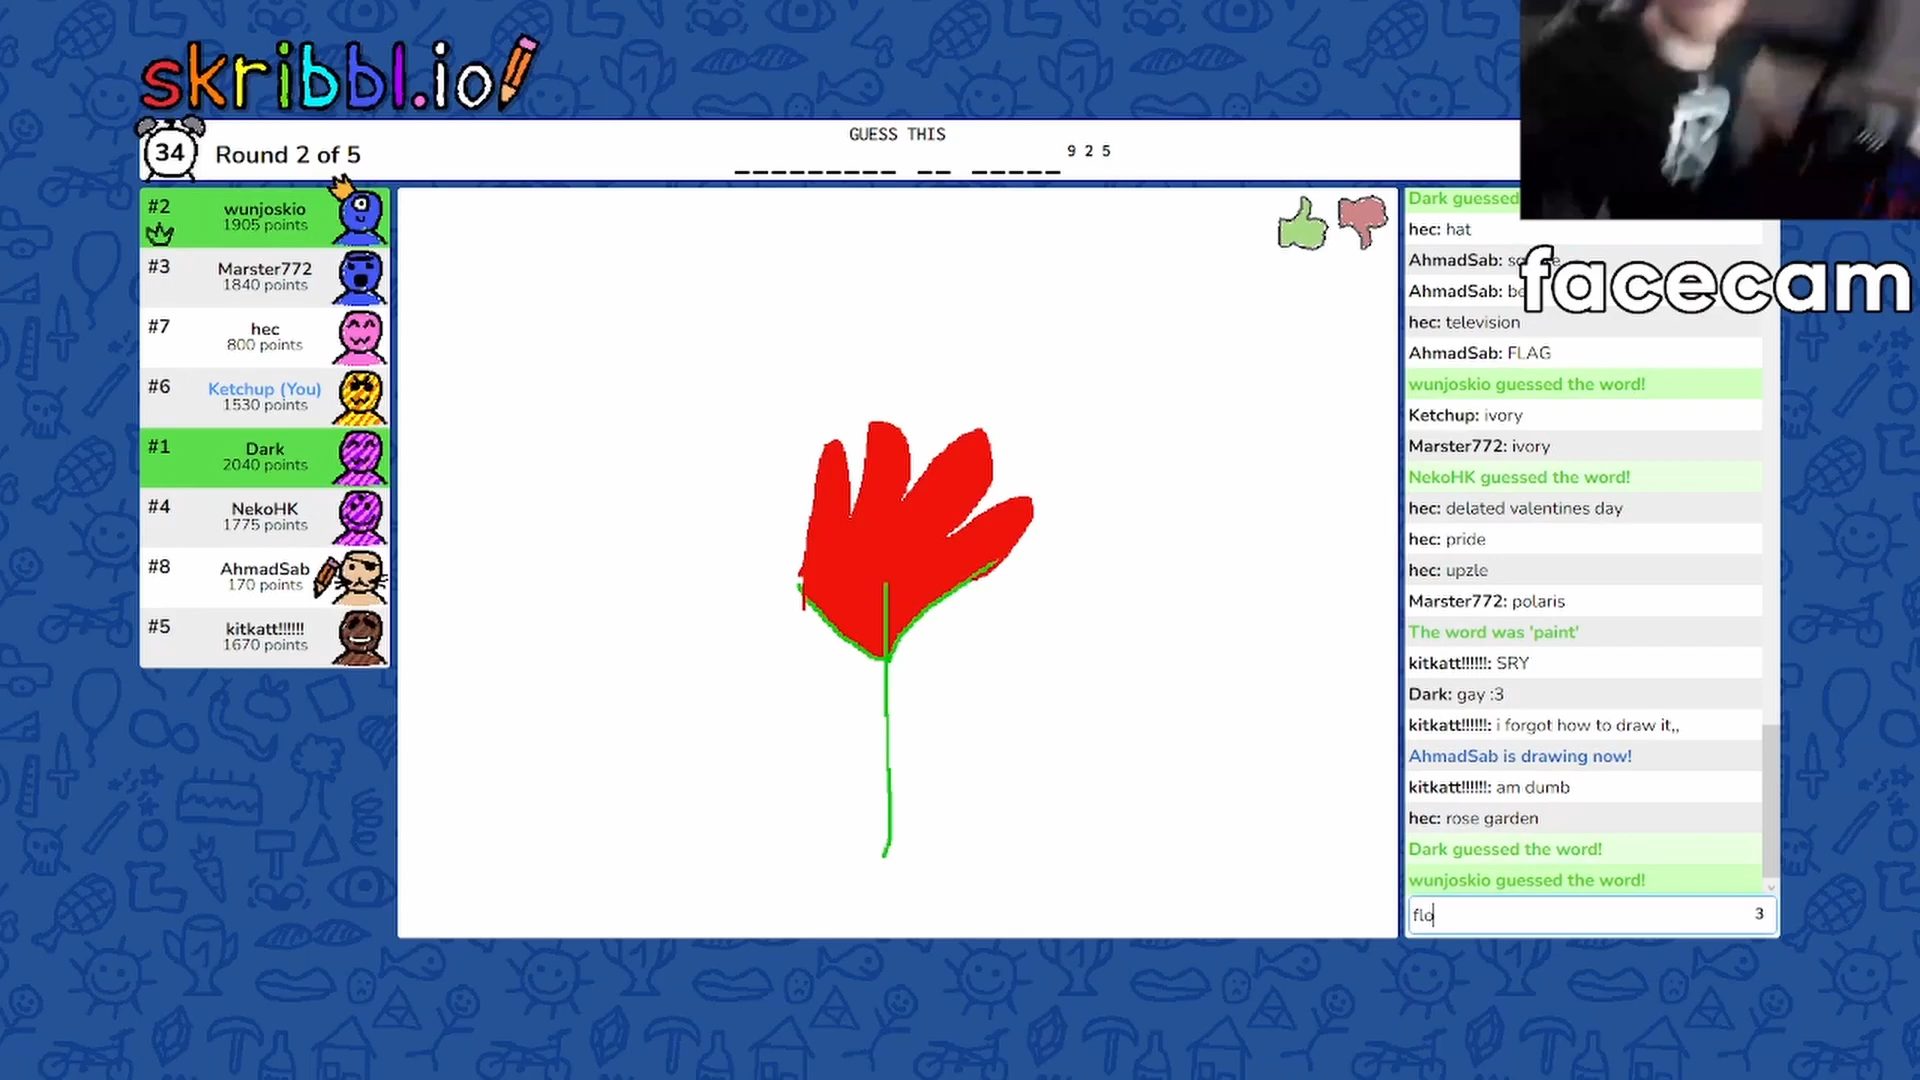 skribbl.io
34
Round 2 of 5
GUESS THIS
_________ __ _____ 9 2 5
#2
wunjoskio
1905 points
#3
Marster772
1840 points
#7
hec
800 points
#6
Ketchup (You)
1530 points
#1
Dark
2040 points
#4
NekoHK
1775 points
#8
AhmadSab
170 points
#5
kitkatt!!!!!!
1670 points
facecam
Dark guessed
hec: hat
AhmadSab:
AhmadSab:
hec: television
AhmadSab: FLAG
wunjoskio guessed the word!
Ketchup: ivory
Marster772: ivory
NekoHK guessed the word!
hec: delated valentines day
hec: pride
hec: upzle
Marster772: polaris
The word was 'paint'
kitkatt!!!!!!: SRY
Dark: gay :3
kitkatt!!!!!!: i forgot how to draw it,,
AhmadSab is drawing now!
kitkatt!!!!!!: am dumb
hec: rose garden
Dark guessed the word!
wunjoskio guessed the word!
flo
3